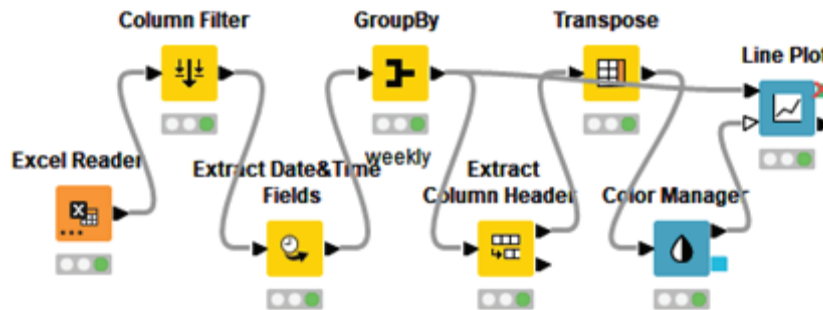 Column Filter
GroupBy
Transpose
Line Plot
Excel Reader
Extract Date&Time
Fields
weekly
Extract
Column Header
Color Manager